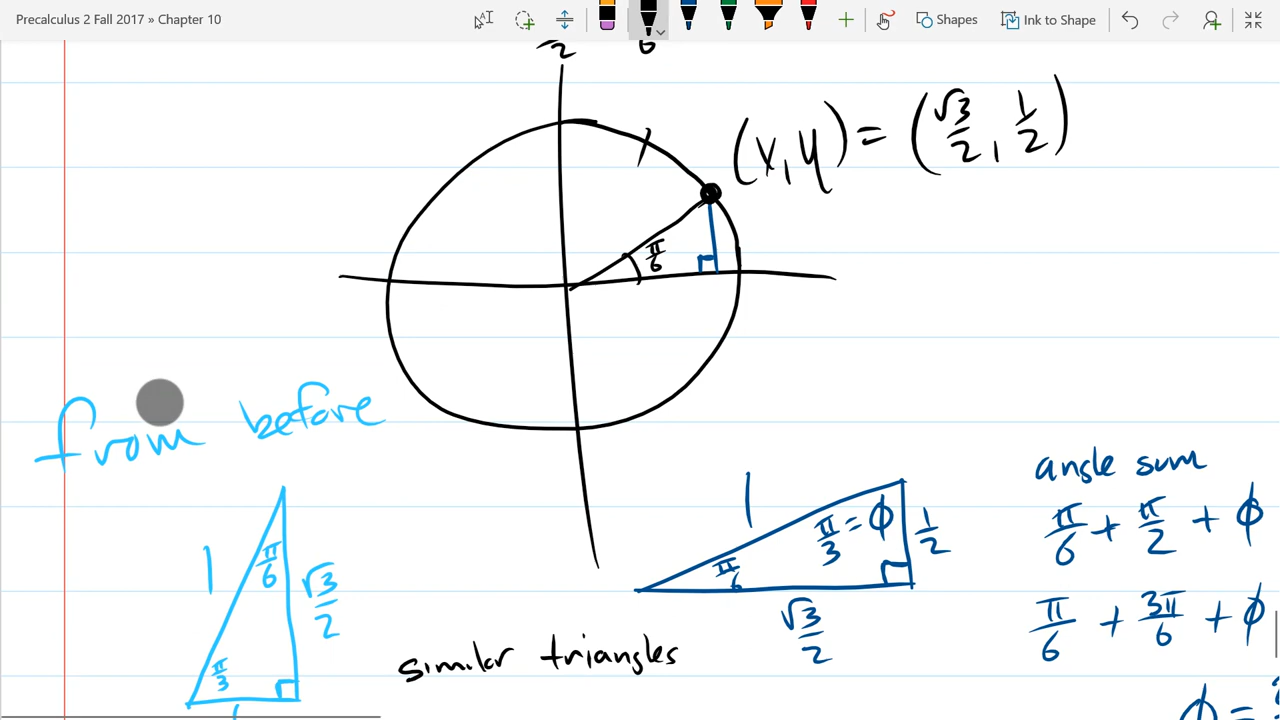 Precalculus 2 Fall 2017 » Chapter 10
Shapes
Ink to Shape
2
6
(x,y) = (√3/2, 1/2)
π/6
from before
1
π/6
√3/2
π/3
1
π/6
π/3 = ϕ
1/2
√3/2
similar triangles
angle sum
π/6 + π/2 + ϕ
π/6 + 3π/6 + ϕ
ϕ =